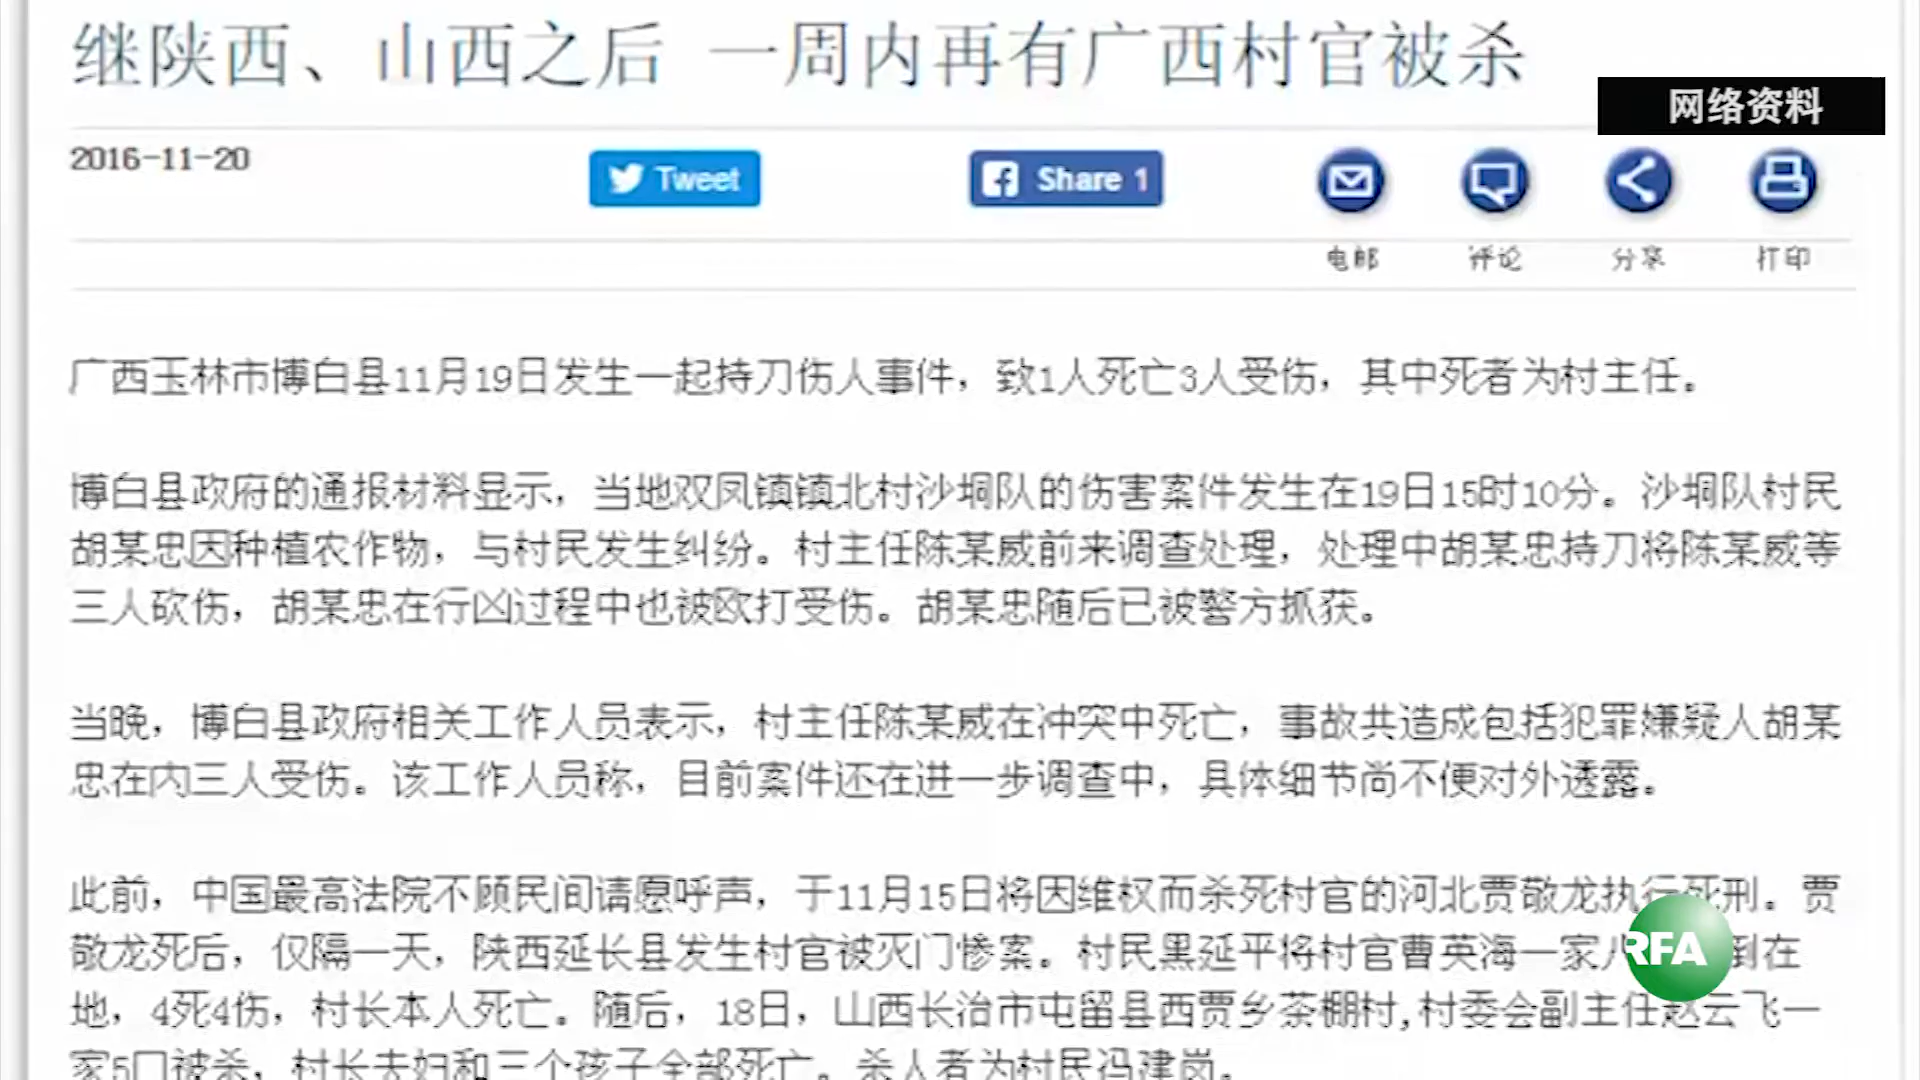 继陕西、山西之后 一周内再有广西村官被杀
网络资料
2016-11-20
Tweet
Share 1
电邮
评论
分享
打印
广西玉林市博白县11月19日发生一起持刀伤人事件，致1人死亡3人受伤，其中死者为村主任。
博白县政府的通报材料显示，当地双凤镇镇北村沙垌队的伤害案件发生在19日15时10分。沙垌队村民
胡某忠因种植农作物，与村民发生纠纷。村主任陈某威前来调查处理，处理中胡某忠持刀将陈某威等
三人砍伤，胡某忠在行凶过程中也被欧打受伤。胡某忠随后已被警方抓获。
当晚，博白县政府相关工作人员表示，村主任陈某威在冲突中死亡，事故共造成包括犯罪嫌疑人胡某
忠在内三人受伤。该工作人员称，目前案件还在进一步调查中，具体细节尚不便对外透露。
此前，中国最高法院不顾民间请愿呼声，于11月15日将因维权而杀死村官的河北贾敬龙执行死刑。贾
敬龙死后，仅隔一天，陕西延长县发生村官被灭门惨案。村民黑延平将村官曹英海一家八倒在
地，4死4伤，村长本人死亡。随后，18日，山西长治市屯留县西贾乡茶棚村,村委会副主任赵云飞一
家5口被杀，村长夫妇和三个孩子全部死亡。杀人者为村民冯建岗。
RFA